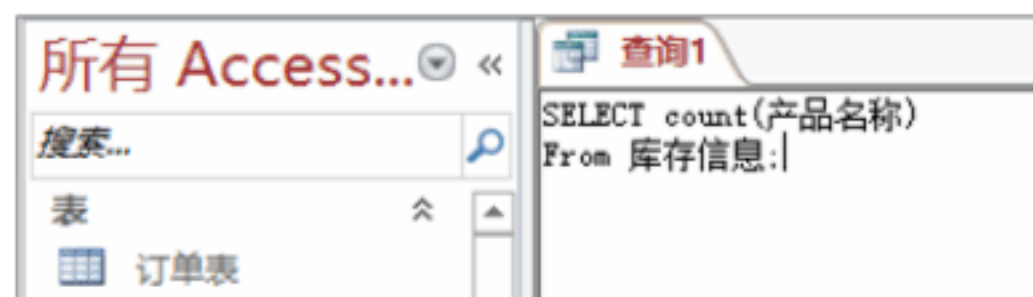 所有 Access...
搜索...
表
订单表
查询1
SELECT count(产品名称)
From 库存信息;